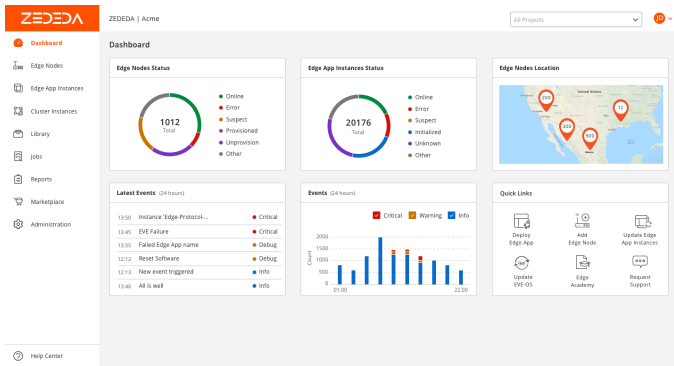 ZEDEDA
ZEDEDA | Acme
All Projects
JD
Dashboard
Edge Nodes
Edge App Instances
Cluster Instances
Library
Jobs
Reports
Marketplace
Administration
Help Center
Dashboard
Edge Nodes Status
1012
Total
Online
Error
Suspect
Provisioned
Unprovision
Other
Edge App Instances Status
20176
Total
Online
Error
Suspect
Initialized
Unknown
Other
Edge Nodes Location
United States
200
12
300
500
Mexico
Latest Events (24 hours)
13:50 Instance 'Edge-Protocol-... Critical
13:45 EVE Failure Critical
13:55 Failed Edge App name Debug
12:12 Reset Software Debug
12:13 New event triggered Info
13:46 All is well Info
Events (24 hours)
Critical Warning Info
Count
2000
1500
1000
500
0
01.00 22.00
Quick Links
Deploy
Edge App
Add
Edge Node
Update Edge
App Instances
Update
EVE-OS
Edge
Academy
Request
Support